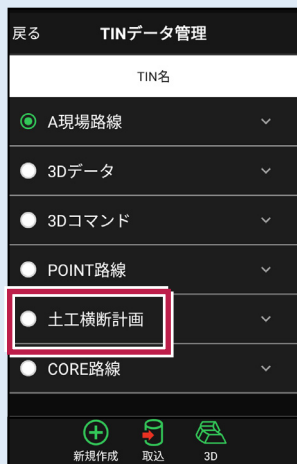 戻る TINデータ管理
TIN名
A現場路線
3Dデータ
3Dコマンド
POINT路線
土工横断計画
CORE路線
新規作成 取込 3D